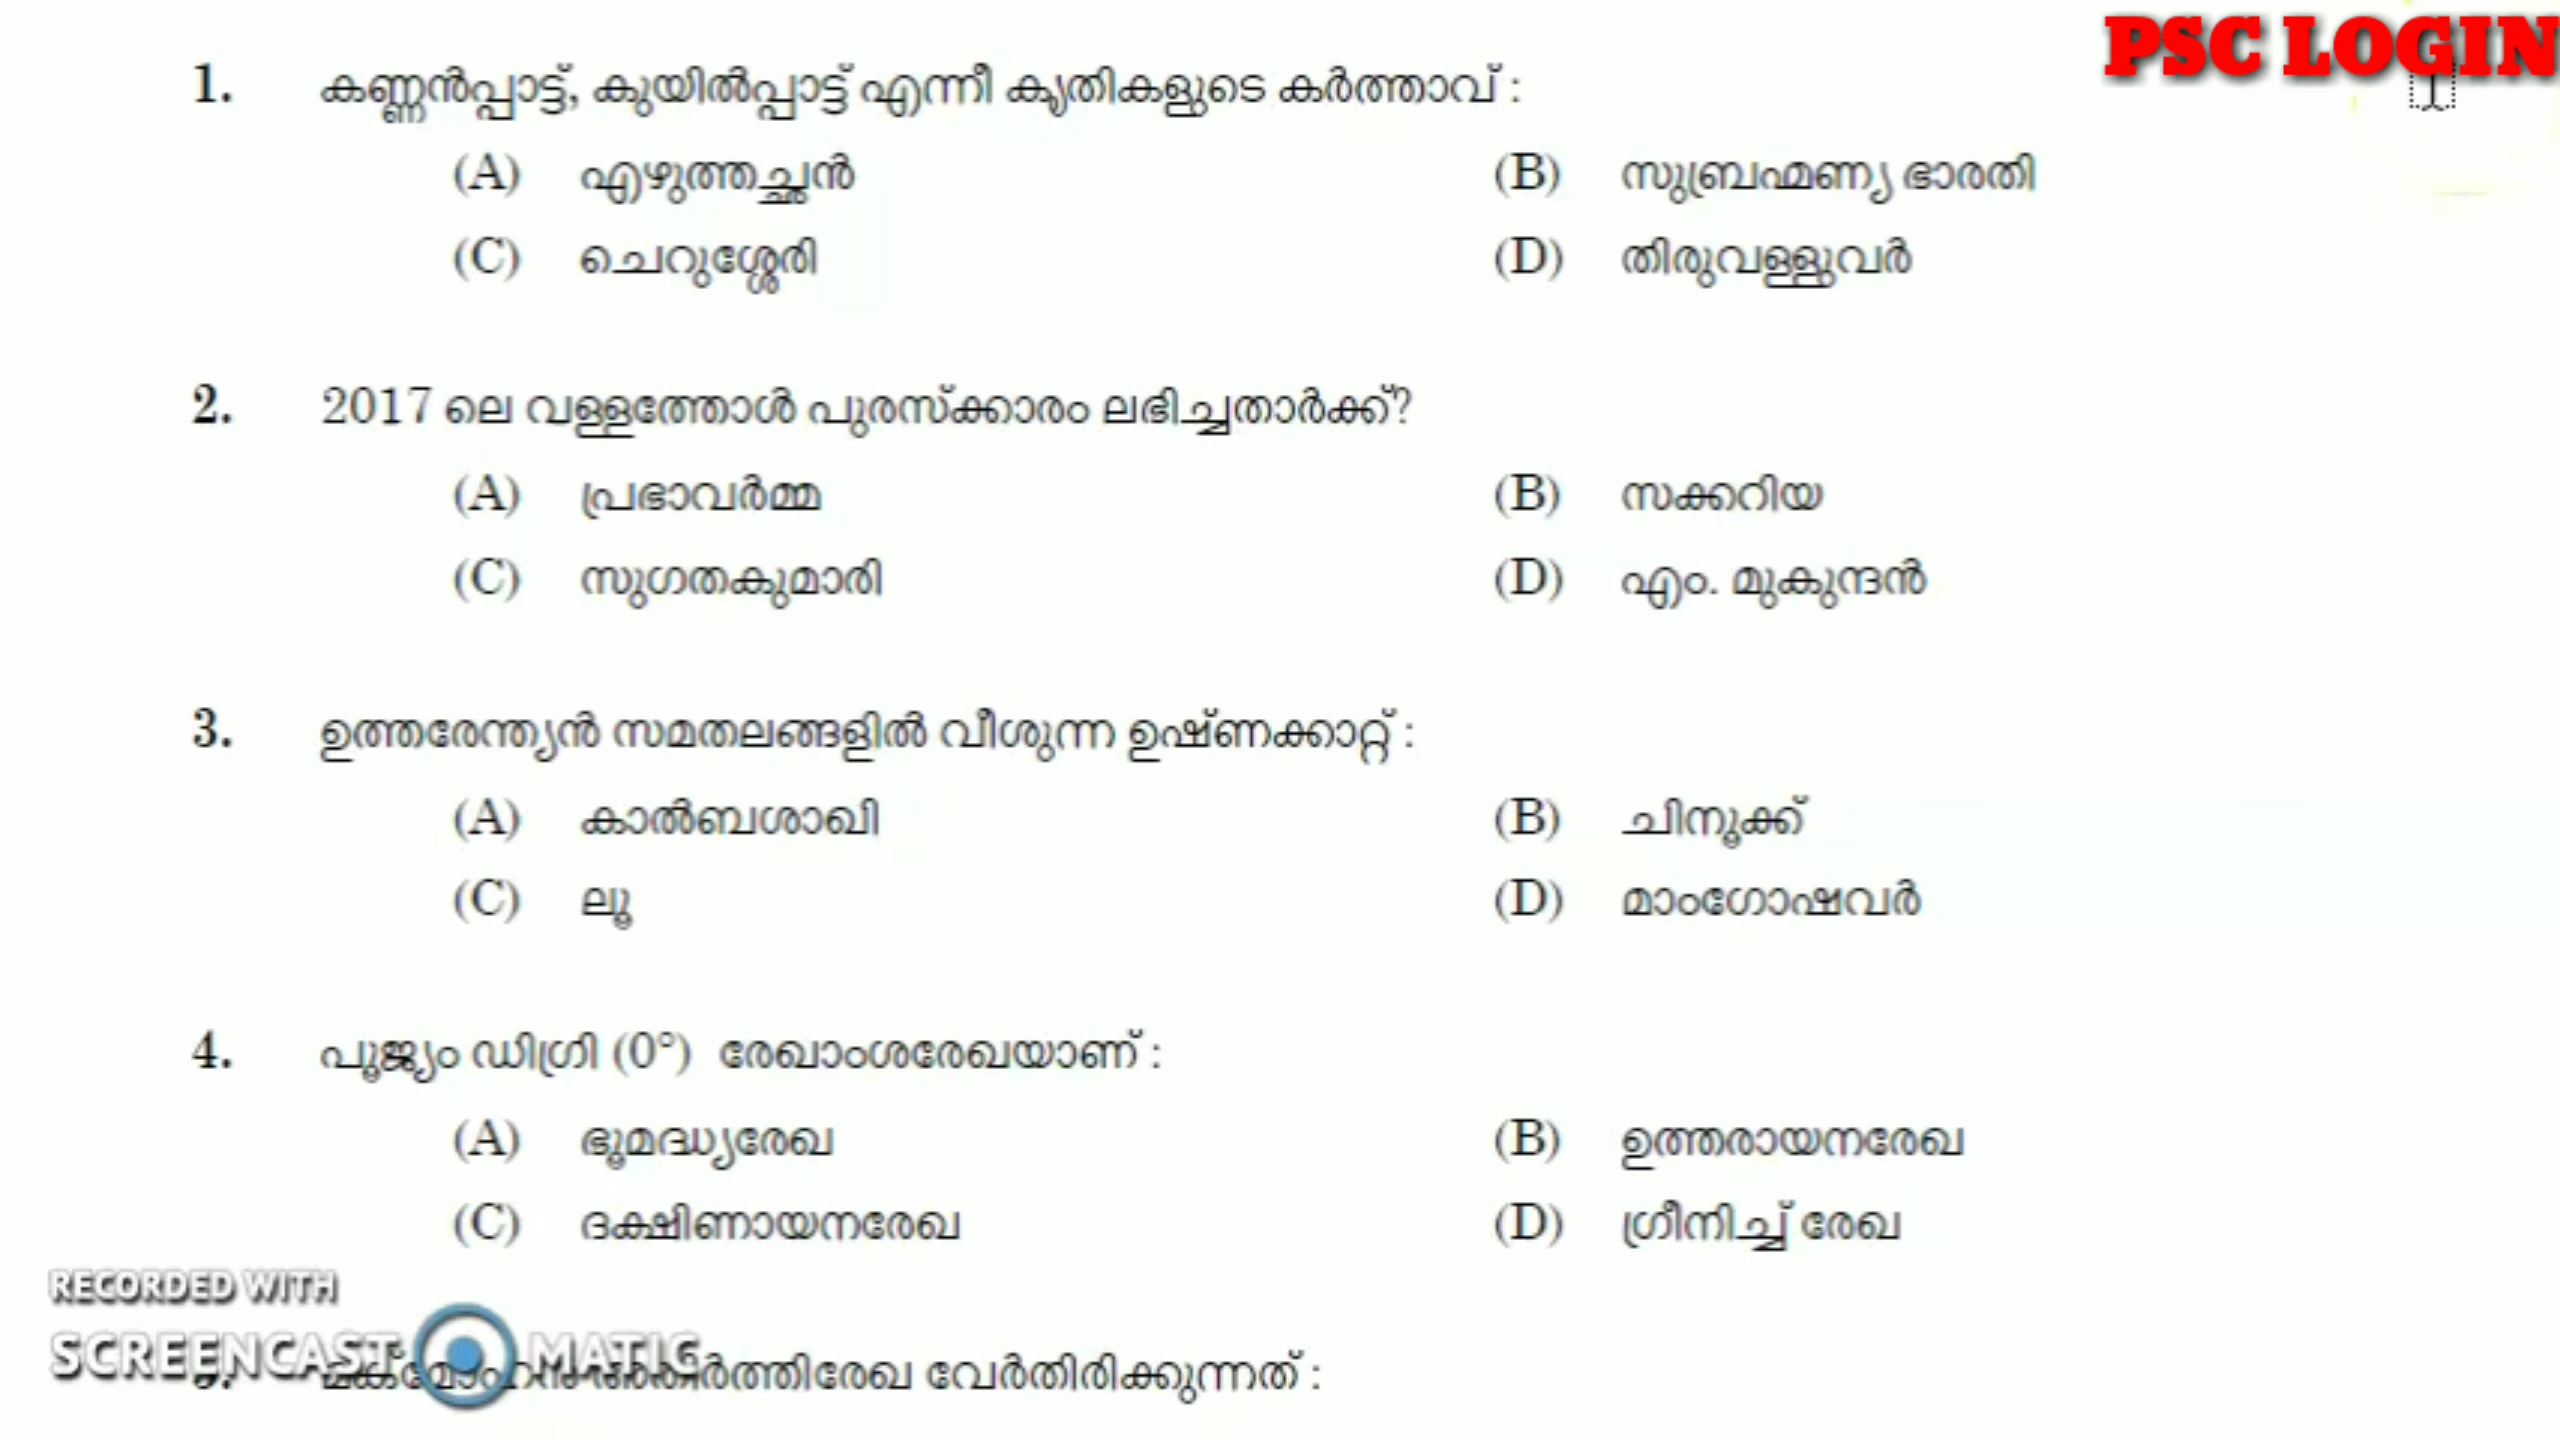 PSC LOGIN
1. കണ്ണൻപ്പാട്ട്, കുയിൽപ്പാട്ട് എന്നീ കൃതികളുടെ കർത്താവ് :
(A) എഴുത്തച്ഛൻ (B) സുബ്രഹ്മണ്യ ഭാരതി
(C) ചെറുശ്ശേരി (D) തിരുവള്ളുവർ
2. 2017 ലെ വള്ളത്തോൾ പുരസ്ക്കാരം ലഭിച്ചതാർക്ക്?
(A) പ്രഭാവർമ്മ (B) സക്കറിയ
(C) സുഗതകുമാരി (D) എം. മുകുന്ദൻ
3. ഉത്തരേന്ത്യൻ സമതലങ്ങളിൽ വീശുന്ന ഉഷ്ണക്കാറ്റ് :
(A) കാൽബശാഖി (B) ചിനൂക്ക്
(C) ലൂ (D) മാംഗോഷവർ
4. പൂജ്യം ഡിഗ്രി (0°) രേഖാംശരേഖയാണ് :
(A) ഭൂമദ്ധ്യരേഖ (B) ഉത്തരായനരേഖ
(C) ദക്ഷിണായനരേഖ (D) ഗ്രീനിച്ച് രേഖ
RECORDED WITH
SCREENCAST MATIC
വേർതിരിക്കുന്നത് :